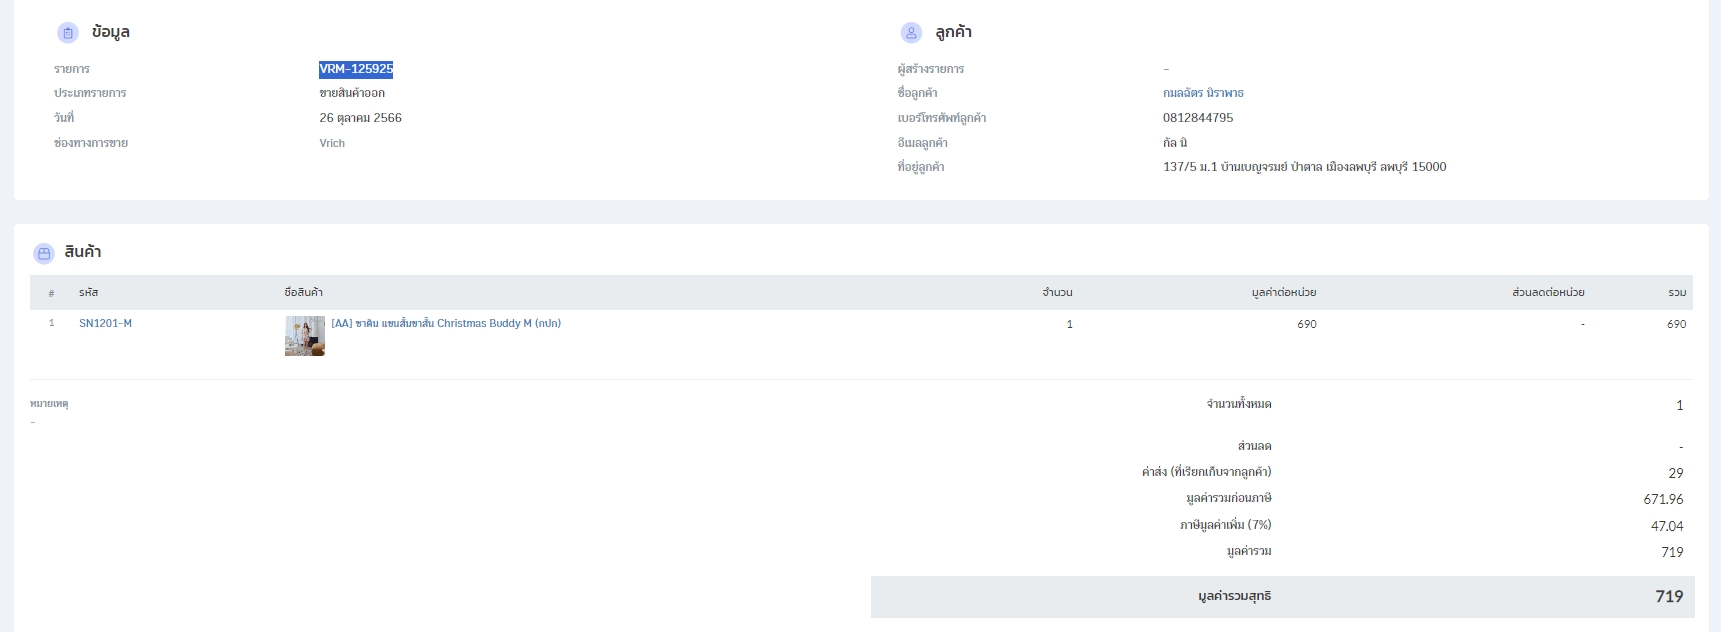 ข้อมูล
รายการ VRM-125925
ประเภทรายการ ขายสินค้าออก
วันที่ 26 ตุลาคม 2566
ช่องทางการขาย Vrich
ลูกค้า
ผู้สร้างรายการ -
ชื่อลูกค้า กมลฉัตร นิราพาธ
เบอร์โทรศัพท์ลูกค้า 0812844795
อีเมลลูกค้า กัล นิ
ที่อยู่ลูกค้า 137/5 ม.1 บ้านเบญจรมย์ ป่าตาล เมืองลพบุรี ลพบุรี 15000
สินค้า
# รหัส ชื่อสินค้า จำนวน มูลค่าต่อหน่วย ส่วนลดต่อหน่วย รวม
1 SN1201-M [AA] ซาติน แขนสั้นขาสั้น Christmas Buddy M (กปก) 1 690 - 690
หมายเหตุ
-
จำนวนทั้งหมด 1
ส่วนลด -
ค่าส่ง (ที่เรียกเก็บจากลูกค้า) 29
มูลค่ารวมก่อนภาษี 671.96
ภาษีมูลค่าเพิ่ม (7%) 47.04
มูลค่ารวม 719
มูลค่ารวมสุทธิ 719